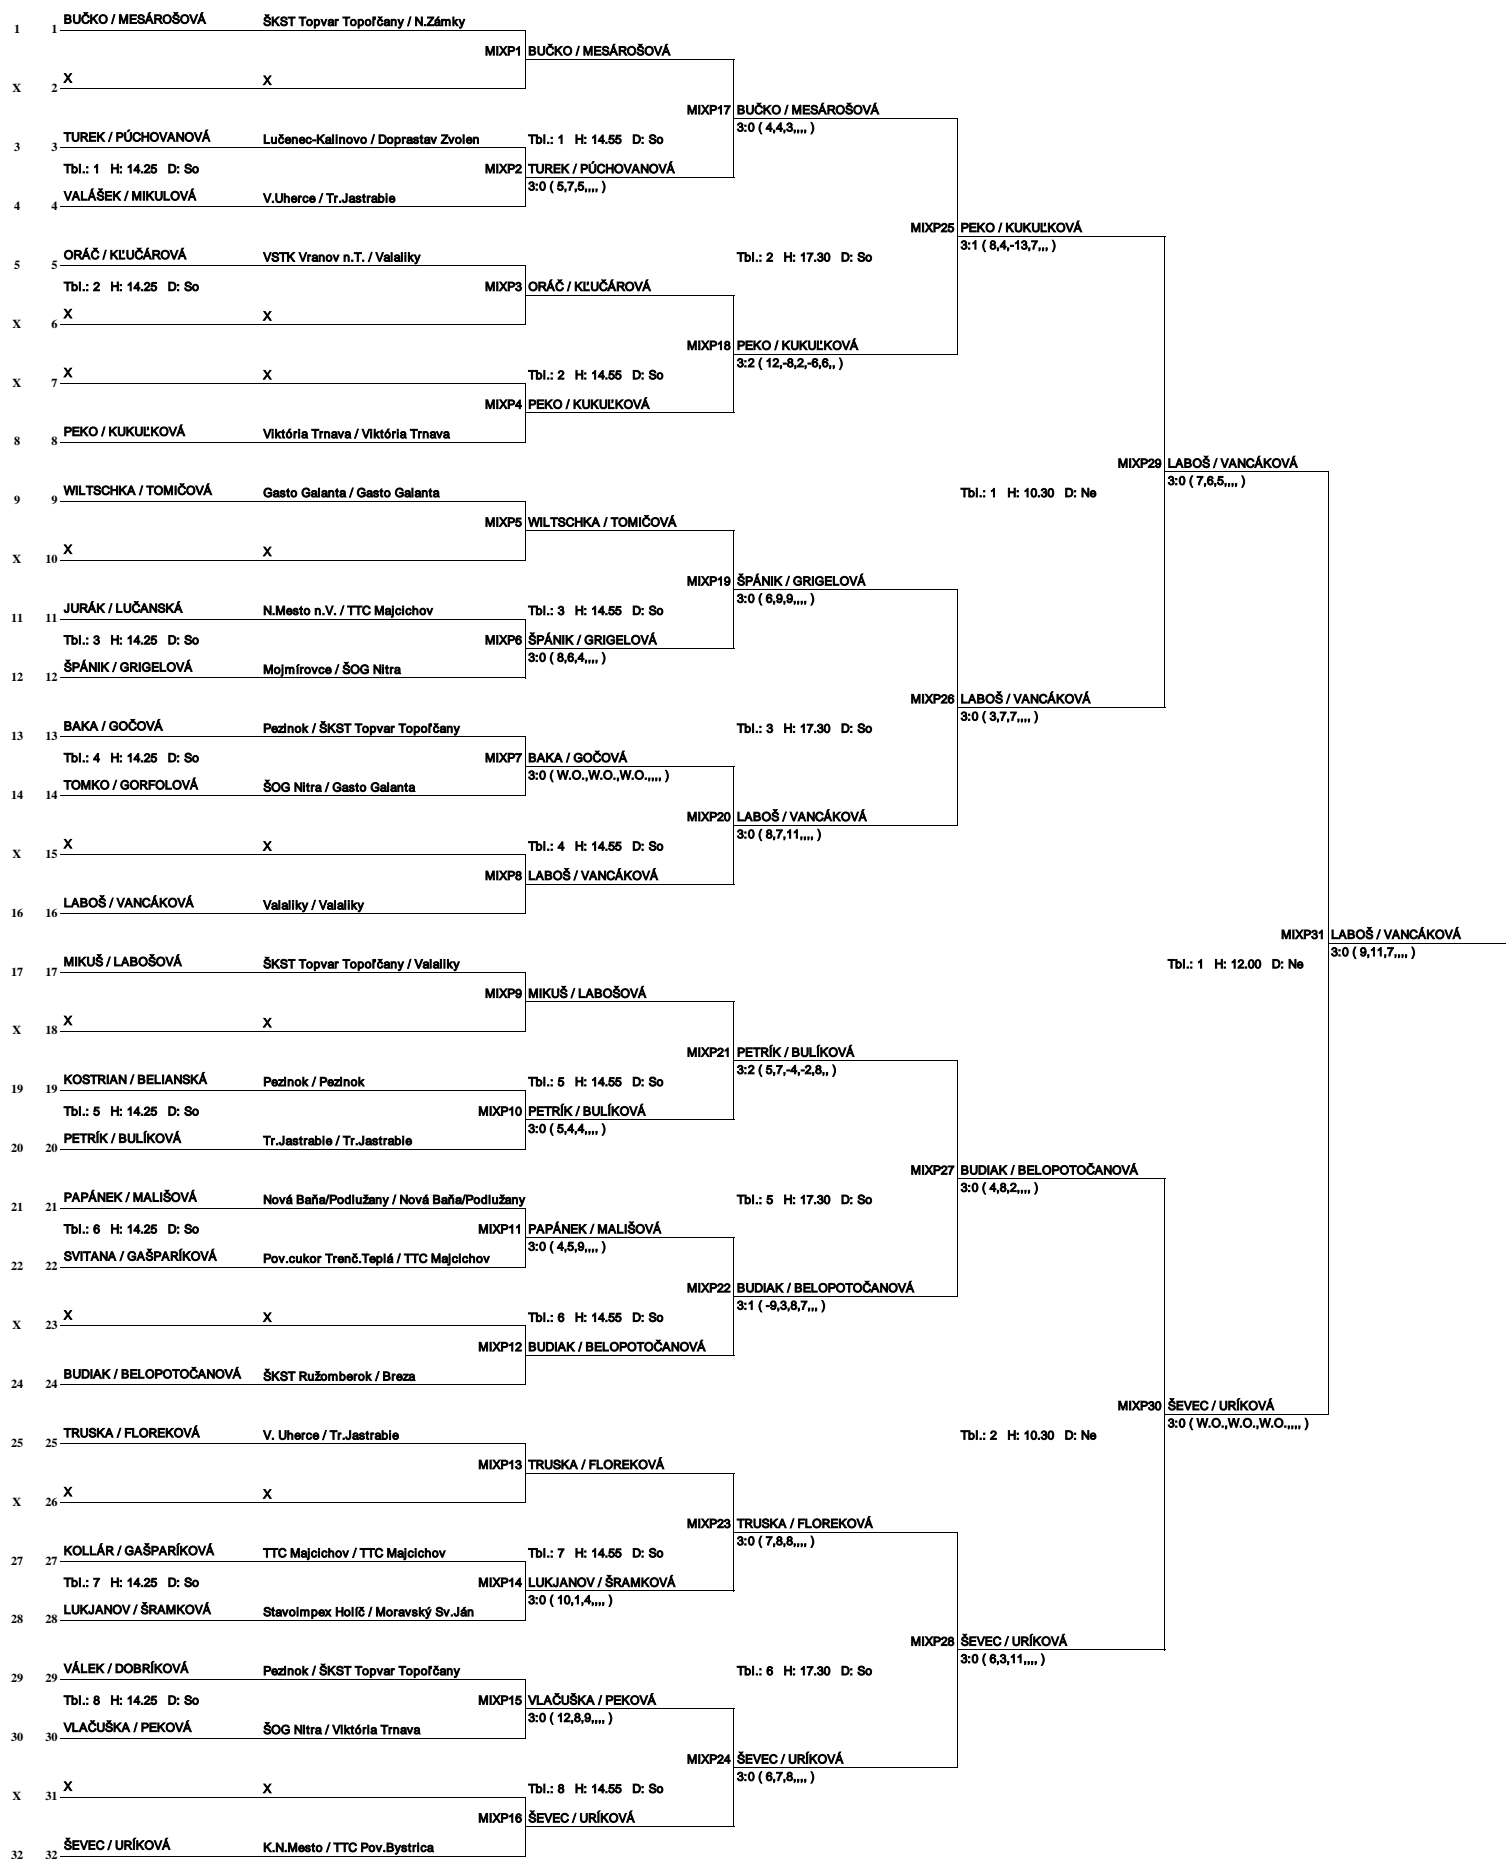 1 1 BUČKO / MESÁROŠOVÁ ŠKST Topvar Topoľčany / N.Zámky
MIXP1 BUČKO / MESÁROŠOVÁ
X 2 X X
MIXP17 BUČKO / MESÁROŠOVÁ
3:0 ( 4,4,3,,,, )
3 3 TUREK / PÚCHOVANOVÁ Lučenec-Kalinovo / Doprastav Zvolen Tbl.: 1 H: 14.55 D: So
Tbl.: 1 H: 14.25 D: So MIXP2 TUREK / PÚCHOVANOVÁ
3:0 ( 5,7,5,,,, )
4 4 VALÁŠEK / MIKULOVÁ V.Uherce / Tr.Jastrabie
MIXP25 PEKO / KUKUĽKOVÁ
3:1 ( 8,4,-13,7,,, )
5 5 ORÁČ / KĽUČÁROVÁ VSTK Vranov n.T. / Valaliky Tbl.: 2 H: 17.30 D: So
Tbl.: 2 H: 14.25 D: So MIXP3 ORÁČ / KĽUČÁROVÁ
X 6 X X
MIXP18 PEKO / KUKUĽKOVÁ
3:2 ( 12,-8,2,-6,6,, )
X 7 X X Tbl.: 2 H: 14.55 D: So
MIXP4 PEKO / KUKUĽKOVÁ
8 8 PEKO / KUKUĽKOVÁ Viktória Trnava / Viktória Trnava
MIXP29 LABOŠ / VANCÁKOVÁ
3:0 ( 7,6,5,,,, )
9 9 WILTSCHKA / TOMIČOVÁ Gasto Galanta / Gasto Galanta Tbl.: 1 H: 10.30 D: Ne
MIXP5 WILTSCHKA / TOMIČOVÁ
X 10 X X
MIXP19 ŠPÁNIK / GRIGELOVÁ
3:0 ( 6,9,9,,,, )
11 11 JURÁK / LUČANSKÁ N.Mesto n.V. / TTC Majcichov Tbl.: 3 H: 14.55 D: So
Tbl.: 3 H: 14.25 D: So MIXP6 ŠPÁNIK / GRIGELOVÁ
3:0 ( 8,6,4,,,, )
12 12 ŠPÁNIK / GRIGELOVÁ Mojmírovce / ŠOG Nitra
MIXP26 LABOŠ / VANCÁKOVÁ
3:0 ( 3,7,7,,,, )
13 13 BAKA / GOČOVÁ Pezinok / ŠKST Topvar Topoľčany Tbl.: 3 H: 17.30 D: So
Tbl.: 4 H: 14.25 D: So MIXP7 BAKA / GOČOVÁ
3:0 ( W.O.,W.O.,W.O.,,,, )
14 14 TOMKO / GORFOLOVÁ ŠOG Nitra / Gasto Galanta
MIXP20 LABOŠ / VANCÁKOVÁ
3:0 ( 8,7,11,,,, )
X 15 X X Tbl.: 4 H: 14.55 D: So
MIXP8 LABOŠ / VANCÁKOVÁ
16 16 LABOŠ / VANCÁKOVÁ Valaliky / Valaliky
MIXP31 LABOŠ / VANCÁKOVÁ
3:0 ( 9,11,7,,,, )
17 17 MIKUŠ / LABOŠOVÁ ŠKST Topvar Topoľčany / Valaliky Tbl.: 1 H: 12.00 D: Ne
MIXP9 MIKUŠ / LABOŠOVÁ
X 18 X X
MIXP21 PETRÍK / BULÍKOVÁ
3:2 ( 5,7,-4,-2,8,, )
19 19 KOSTRIAN / BELIANSKÁ Pezinok / Pezinok Tbl.: 5 H: 14.55 D: So
Tbl.: 5 H: 14.25 D: So MIXP10 PETRÍK / BULÍKOVÁ
3:0 ( 5,4,4,,,, )
20 20 PETRÍK / BULÍKOVÁ Tr.Jastrabie / Tr.Jastrabie
MIXP27 BUDIAK / BELOPOTOČANOVÁ
3:0 ( 4,8,2,,,, )
21 21 PAPÁNEK / MALIŠOVÁ Nová Baňa/Podlužany / Nová Baňa/Podlužany Tbl.: 5 H: 17.30 D: So
Tbl.: 6 H: 14.25 D: So MIXP11 PAPÁNEK / MALIŠOVÁ
3:0 ( 4,5,9,,,, )
22 22 SVITANA / GAŠPARÍKOVÁ Pov.cukor Trenč.Teplá / TTC Majcichov
MIXP22 BUDIAK / BELOPOTOČANOVÁ
3:1 ( -9,3,8,7,,, )
X 23 X X Tbl.: 6 H: 14.55 D: So
MIXP12 BUDIAK / BELOPOTOČANOVÁ
24 24 BUDIAK / BELOPOTOČANOVÁ ŠKST Ružomberok / Breza
MIXP30 ŠEVEC / URÍKOVÁ
3:0 ( W.O.,W.O.,W.O.,,,, )
25 25 TRUSKA / FLOREKOVÁ V. Uherce / Tr.Jastrabie Tbl.: 2 H: 10.30 D: Ne
MIXP13 TRUSKA / FLOREKOVÁ
X 26 X X
MIXP23 TRUSKA / FLOREKOVÁ
3:0 ( 7,8,8,,,, )
27 27 KOLLÁR / GAŠPARÍKOVÁ TTC Majcichov / TTC Majcichov Tbl.: 7 H: 14.55 D: So
Tbl.: 7 H: 14.25 D: So MIXP14 LUKJANOV / ŠRAMKOVÁ
3:0 ( 10,1,4,,,, )
28 28 LUKJANOV / ŠRAMKOVÁ Stavoimpex Holíč / Moravský Sv.Ján
MIXP28 ŠEVEC / URÍKOVÁ
3:0 ( 6,3,11,,,, )
29 29 VÁLEK / DOBRÍKOVÁ Pezinok / ŠKST Topvar Topoľčany Tbl.: 6 H: 17.30 D: So
Tbl.: 8 H: 14.25 D: So MIXP15 VLAČUŠKA / PEKOVÁ
3:0 ( 12,8,9,,,, )
30 30 VLAČUŠKA / PEKOVÁ ŠOG Nitra / Viktória Trnava
MIXP24 ŠEVEC / URÍKOVÁ
3:0 ( 6,7,8,,,, )
X 31 X X Tbl.: 8 H: 14.55 D: So
MIXP16 ŠEVEC / URÍKOVÁ
32 32 ŠEVEC / URÍKOVÁ K.N.Mesto / TTC Pov.Bystrica